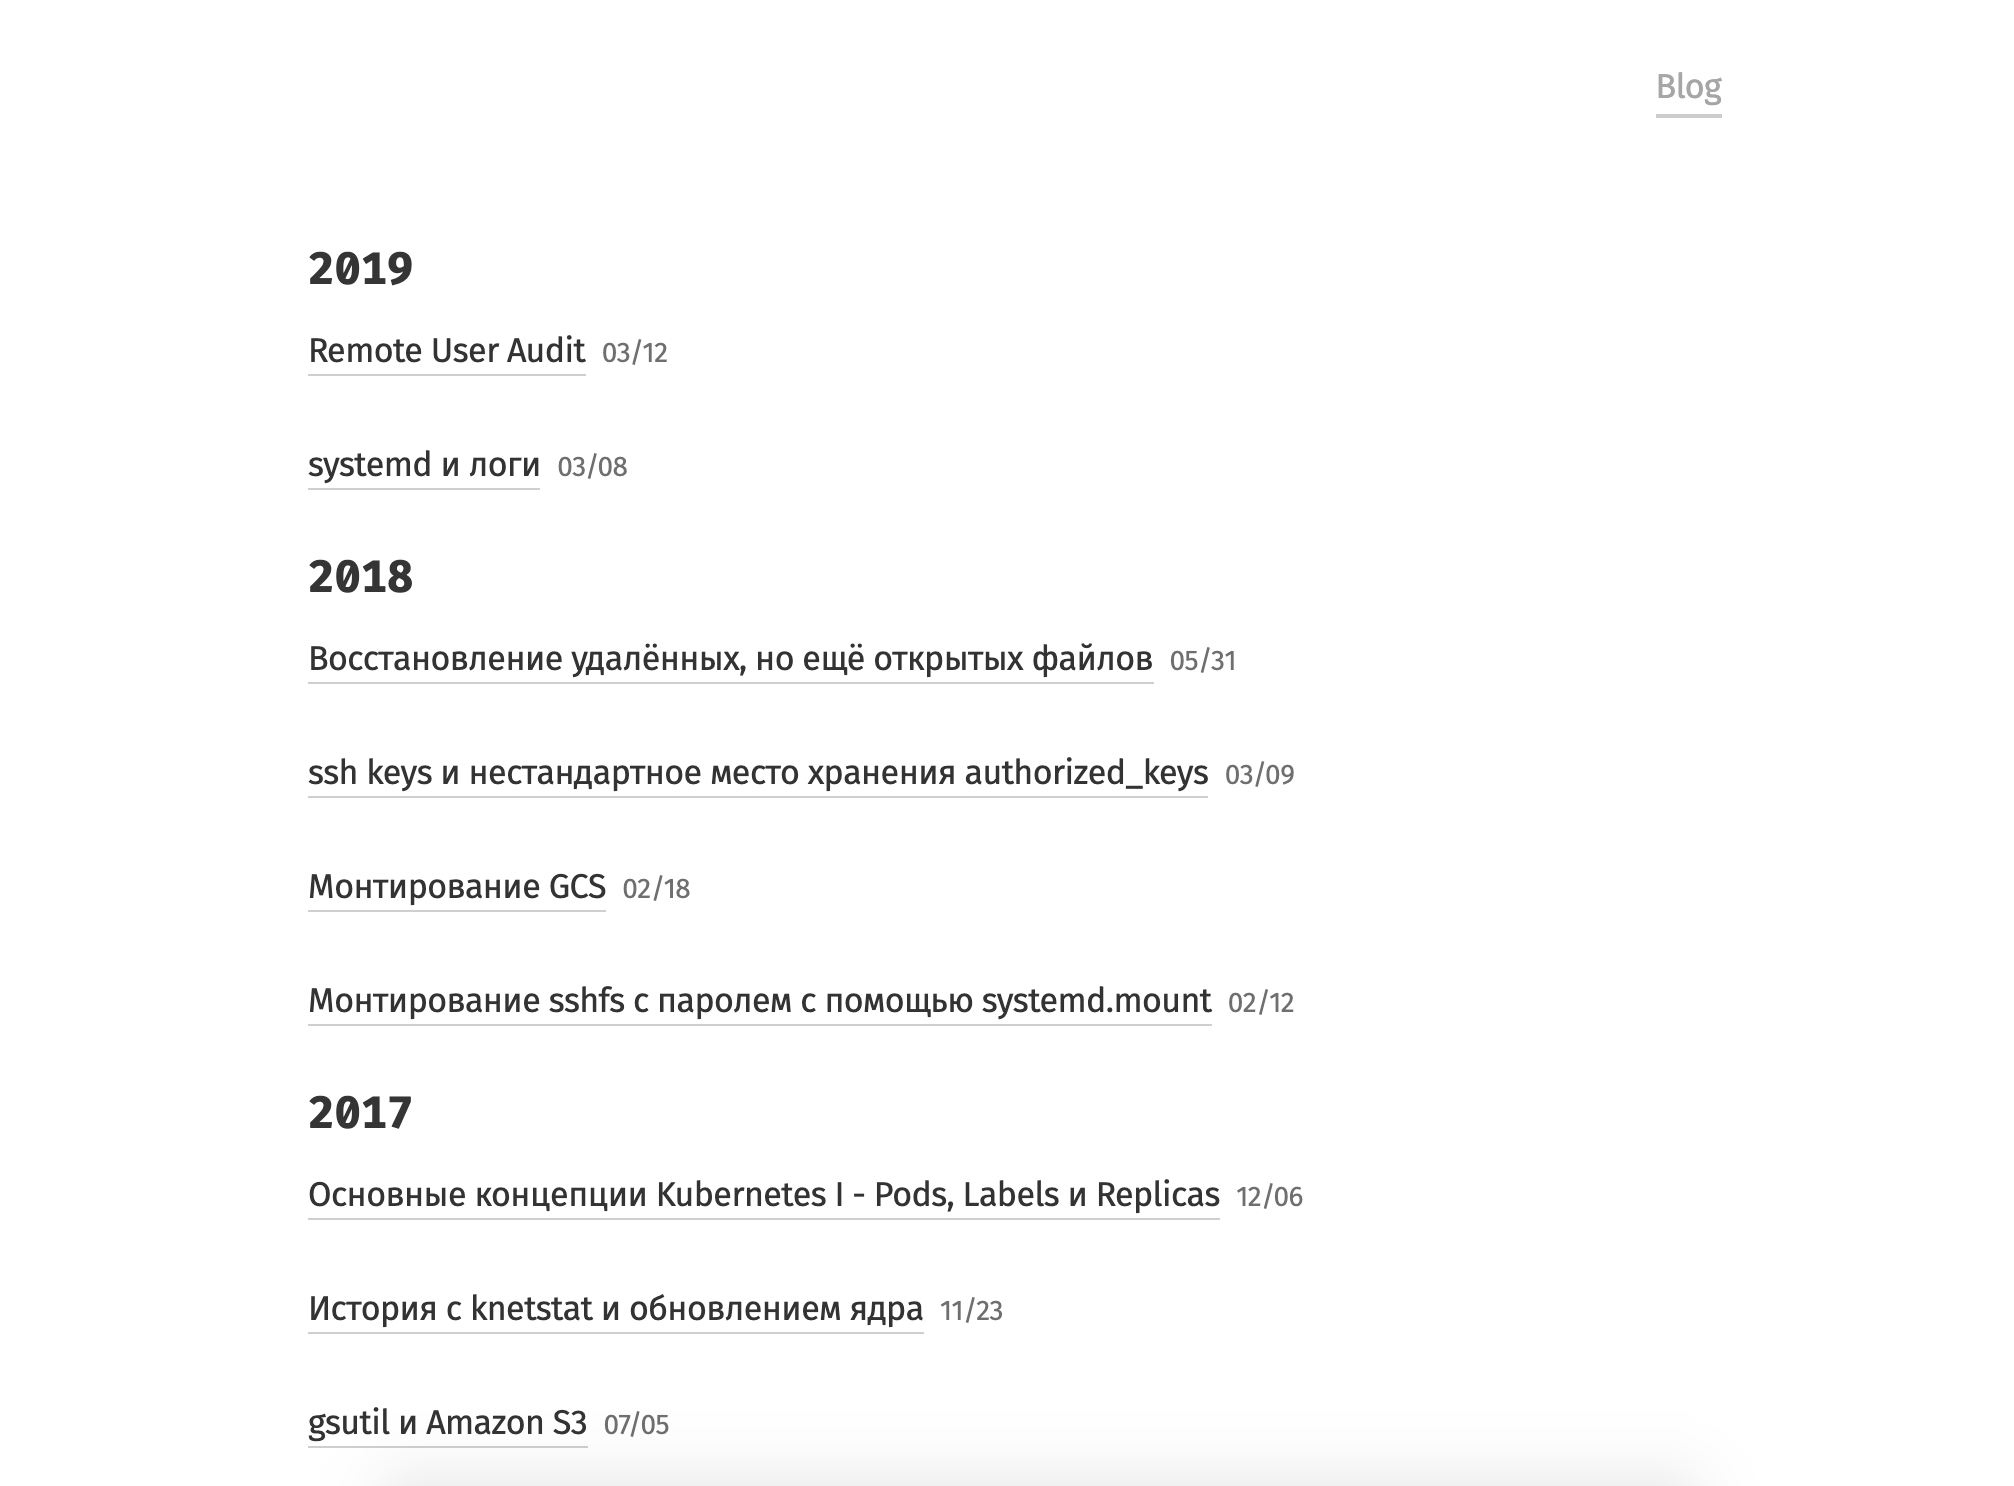 Blog
2019
Remote User Audit 03/12
systemd и логи 03/08
2018
Восстановление удалённых, но ещё открытых файлов 05/31
ssh keys и нестандартное место хранения authorized_keys 03/09
Монтирование GCS 02/18
Монтирование sshfs с паролем с помощью systemd.mount 02/12
2017
Основные концепции Kubernetes I - Pods, Labels и Replicas 12/06
История с knetstat и обновлением ядра 11/23
gsutil и Amazon S3 07/05